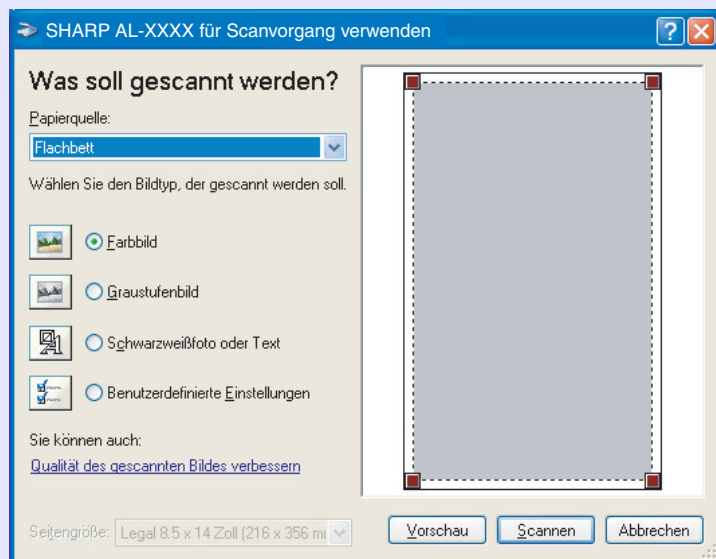 SHARP AL-XXXX für Scanvorgang verwenden
Was soll gescannt werden?
Papierquelle:
Flachbett
Wählen Sie den Bildtyp, der gescannt werden soll.
Farbbild
Graustufenbild
Schwarzweißfoto oder Text
Benutzerdefinierte Einstellungen
Sie können auch:
Qualität des gescannten Bildes verbessern
Seitengröße: Legal 8.5 x 14 Zoll (216 x 356 m
Vorschau Scannen Abbrechen